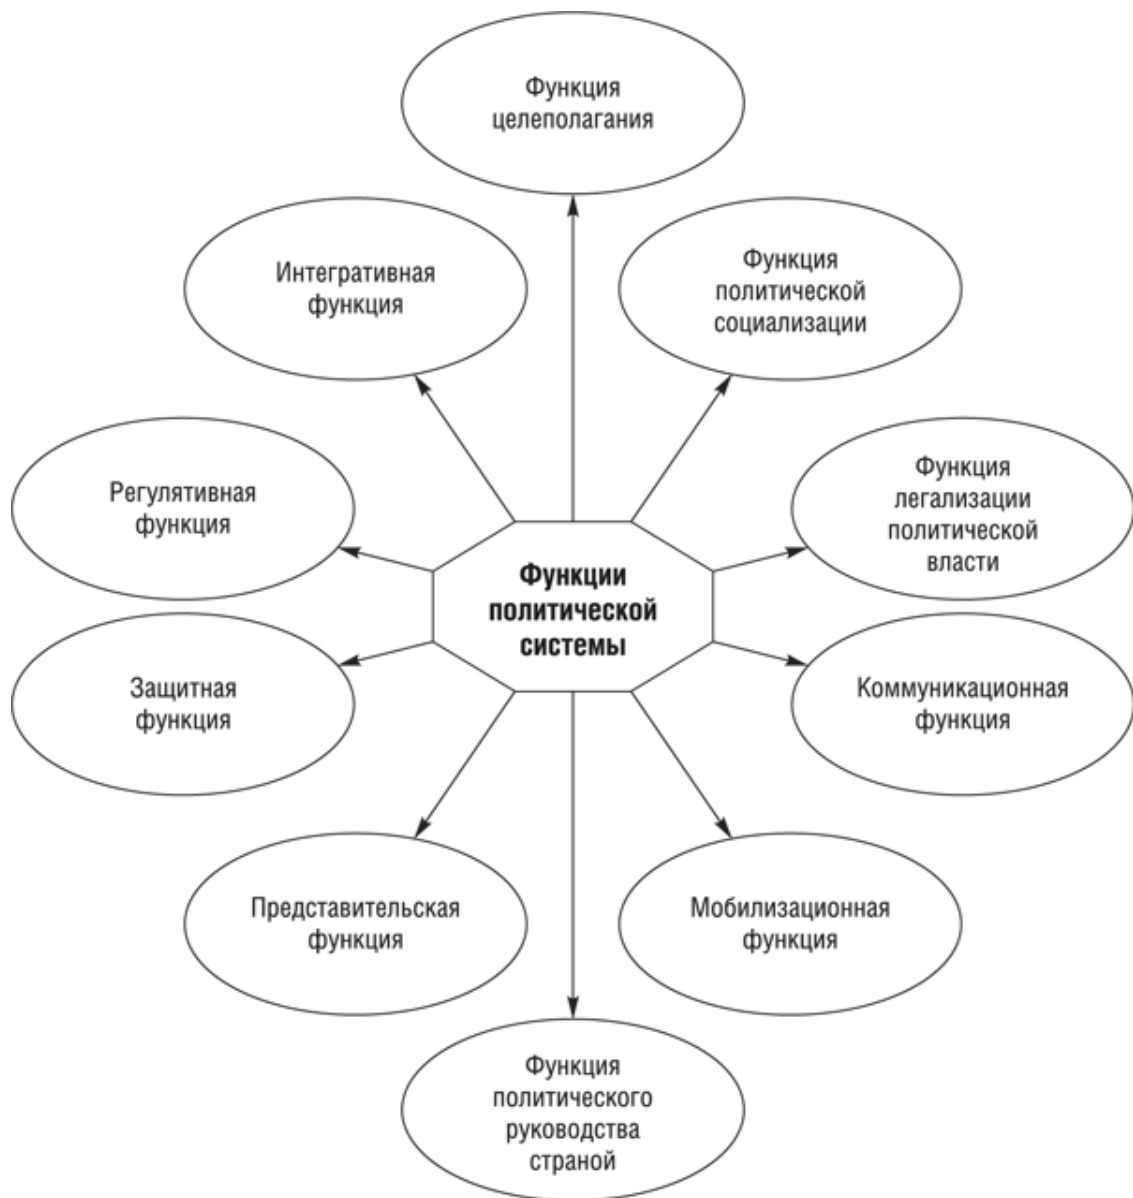 Функция
целеполагания
Интегративная
функция
Функция
политической
социализации
Регулятивная
функция
Функция
легализации
политической
власти
Функции
политической
системы
Защитная
функция
Коммуникационная
функция
Представительская
функция
Мобилизационная
функция
Функция
политического
руководства
страной